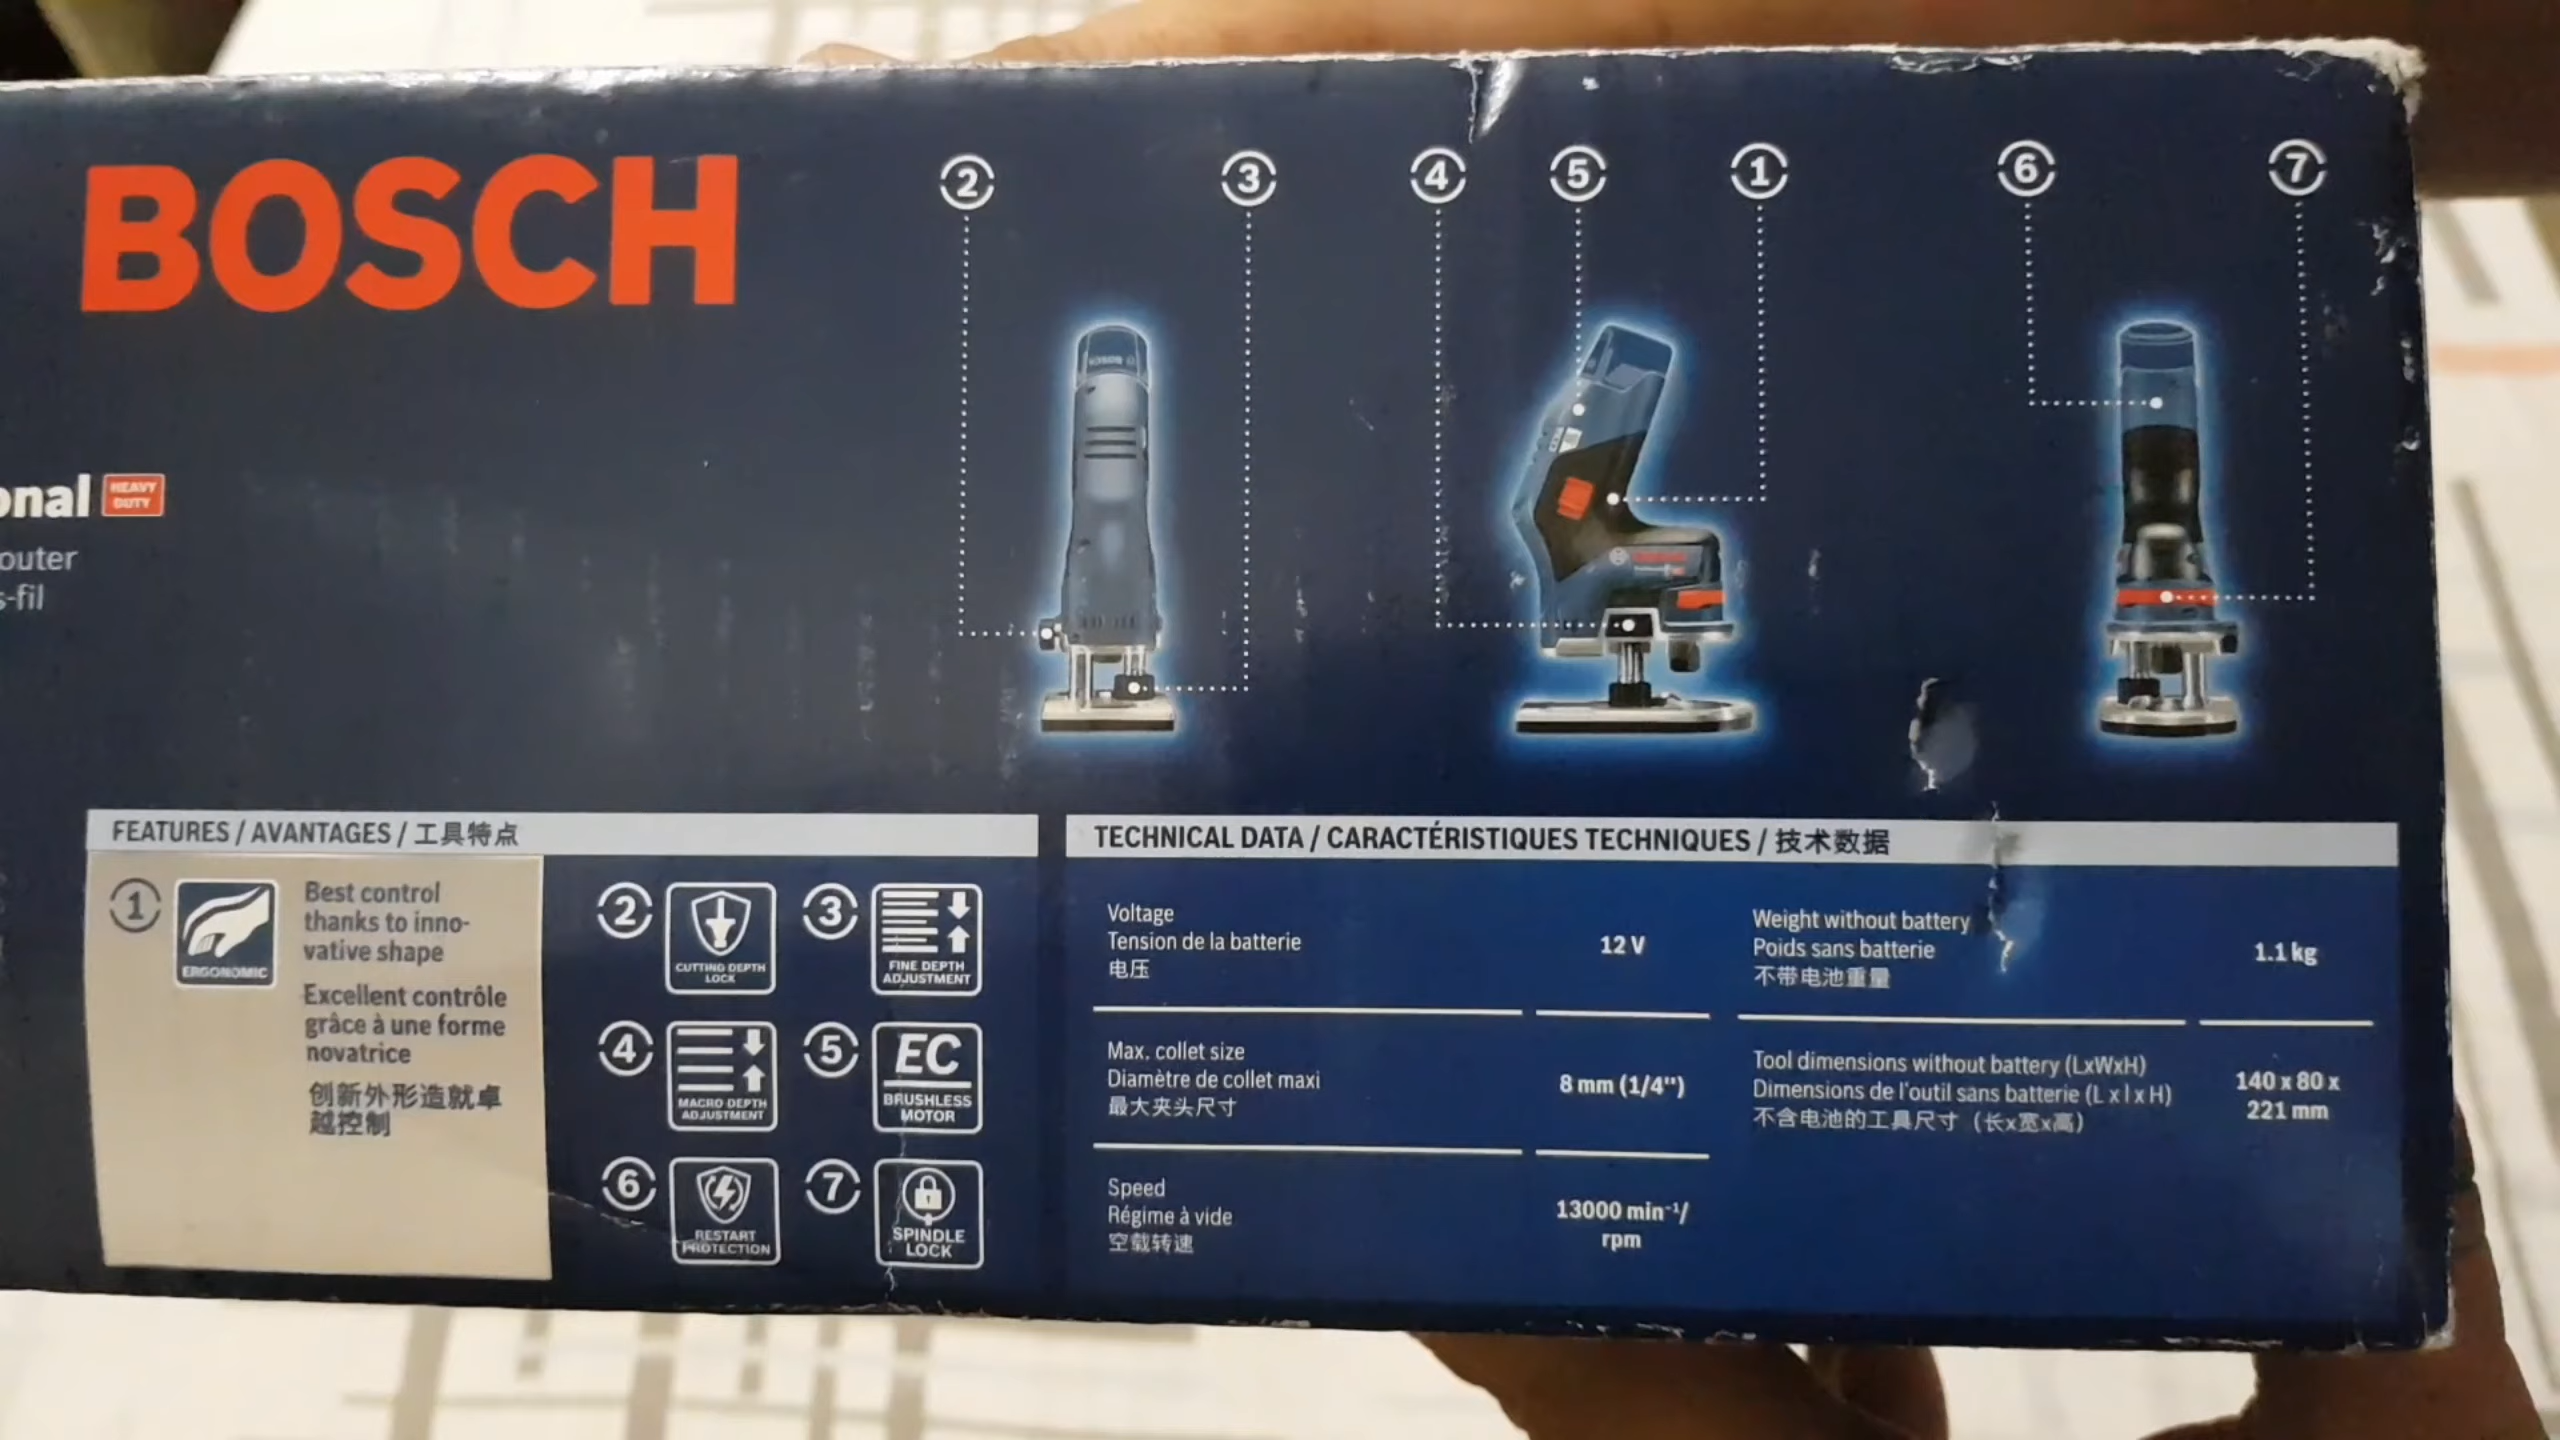 BOSCH
2
3
4
5
1
6
7
onal HEAVY DUTY
outer
s-fil
FEATURES / AVANTAGES / 工具特点
1
ERGONOMIC
Best control
thanks to inno-
vative shape
Excellent contrôle
grâce à une forme
novatrice
创新外形造就卓
越控制
2
CUTTING DEPTH
LOCK
3
FINE DEPTH
ADJUSTMENT
4
MACRO DEPTH
ADJUSTMENT
5
EC
BRUSHLESS
MOTOR
6
RESTART
PROTECTION
7
SPINDLE
LOCK
TECHNICAL DATA / CARACTÉRISTIQUES TECHNIQUES / 技术数据
Voltage
Tension de la batterie
电压
12 V
Max. collet size
Diamètre de collet maxi
最大夹头尺寸
8 mm (1/4")
Speed
Régime à vide
空载转速
13000 min⁻¹/
rpm
Weight without battery
Poids sans batterie
不带电池重量
1.1 kg
Tool dimensions without battery (LxWxH)
Dimensions de l'outil sans batterie (L x l x H)
不含电池的工具尺寸（长x宽x高）
140 x 80 x
221 mm